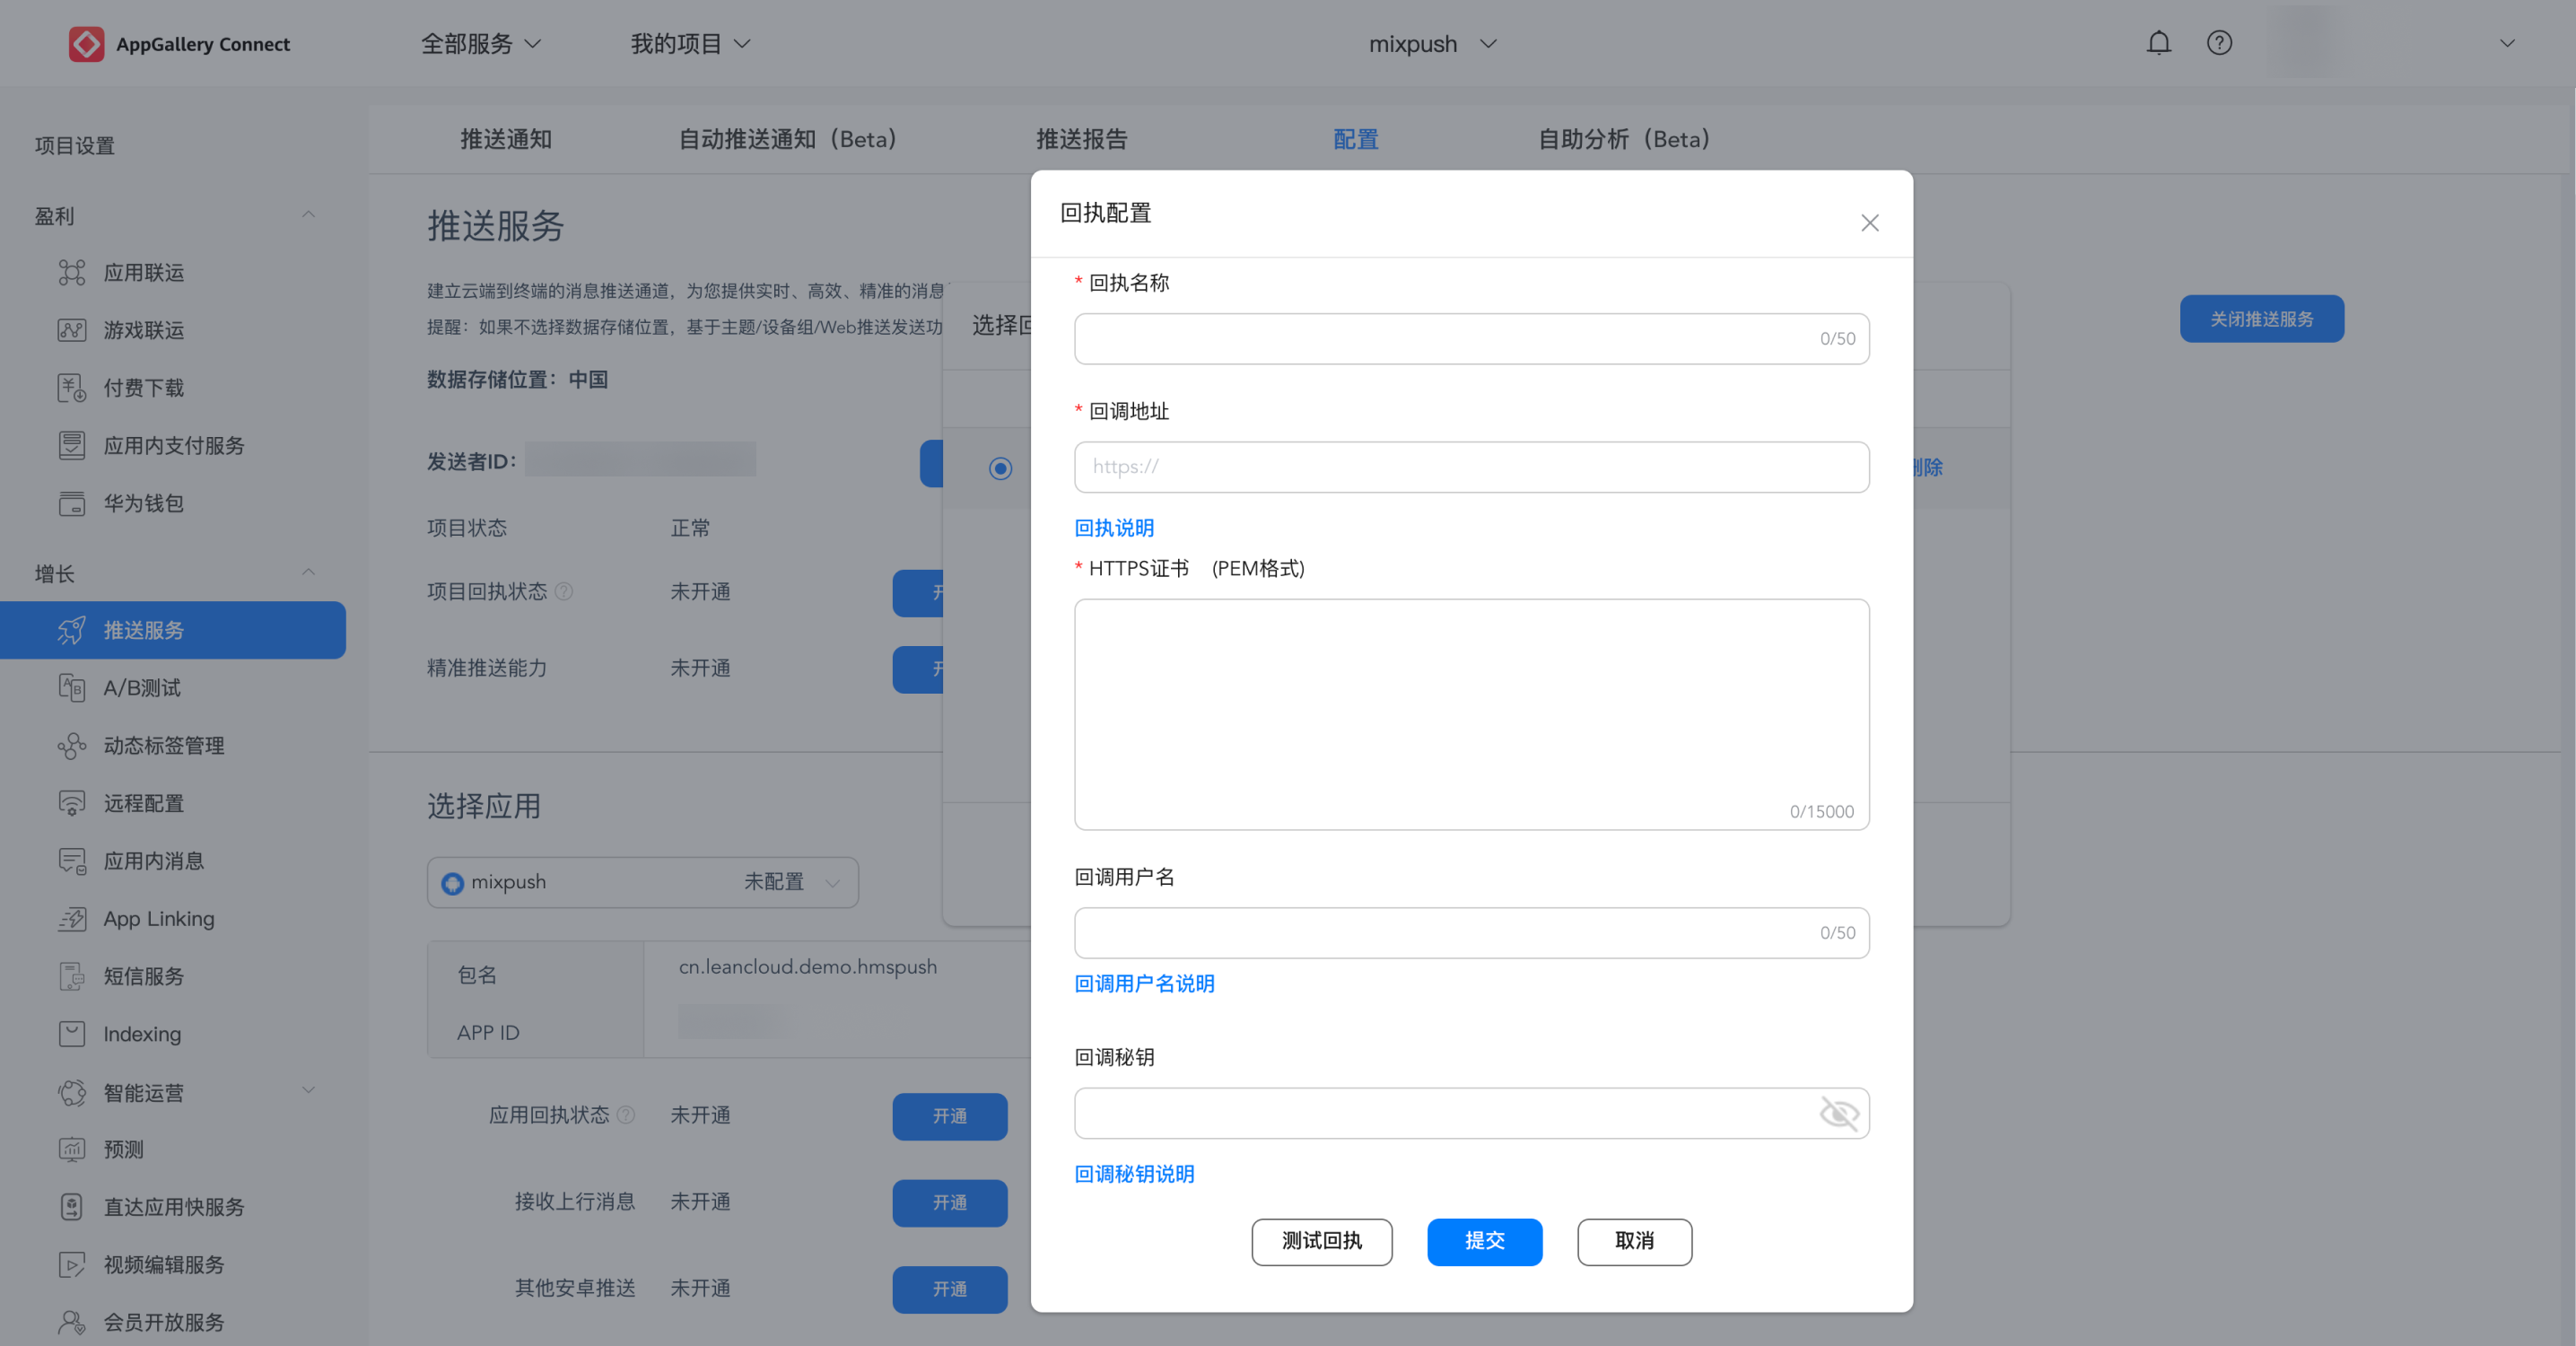 AppGallery Connect
全部服务
我的项目
mixpush
项目设置
盈利
应用联运
游戏联运
付费下载
应用内支付服务
华为钱包
增长
推送服务
A/B测试
动态标签管理
远程配置
应用内消息
App Linking
短信服务
Indexing
智能运营
预测
直达应用快服务
视频编辑服务
会员开放服务
推送通知
自动推送通知（Beta）
推送报告
配置
自助分析（Beta）
推送服务
建立云端到终端的消息推送通道，为您提供实时、高效、精准的消息
提醒：如果不选择数据存储位置，基于主题/设备组/Web推送发送功
关闭推送服务
数据存储位置：中国
发送者ID：
项目状态 正常
项目回执状态 未开通
精准推送能力 未开通
选择应用
mixpush 未配置
包名 cn.leancloud.demo.hmspush
APP ID
应用回执状态 未开通 开通
接收上行消息 未开通 开通
其他安卓推送 未开通 开通
选择
删除
回执配置
* 回执名称
0/50
* 回调地址
https://
回执说明
* HTTPS证书 (PEM格式)
0/15000
回调用户名
0/50
回调用户名说明
回调秘钥
回调秘钥说明
测试回执 提交 取消